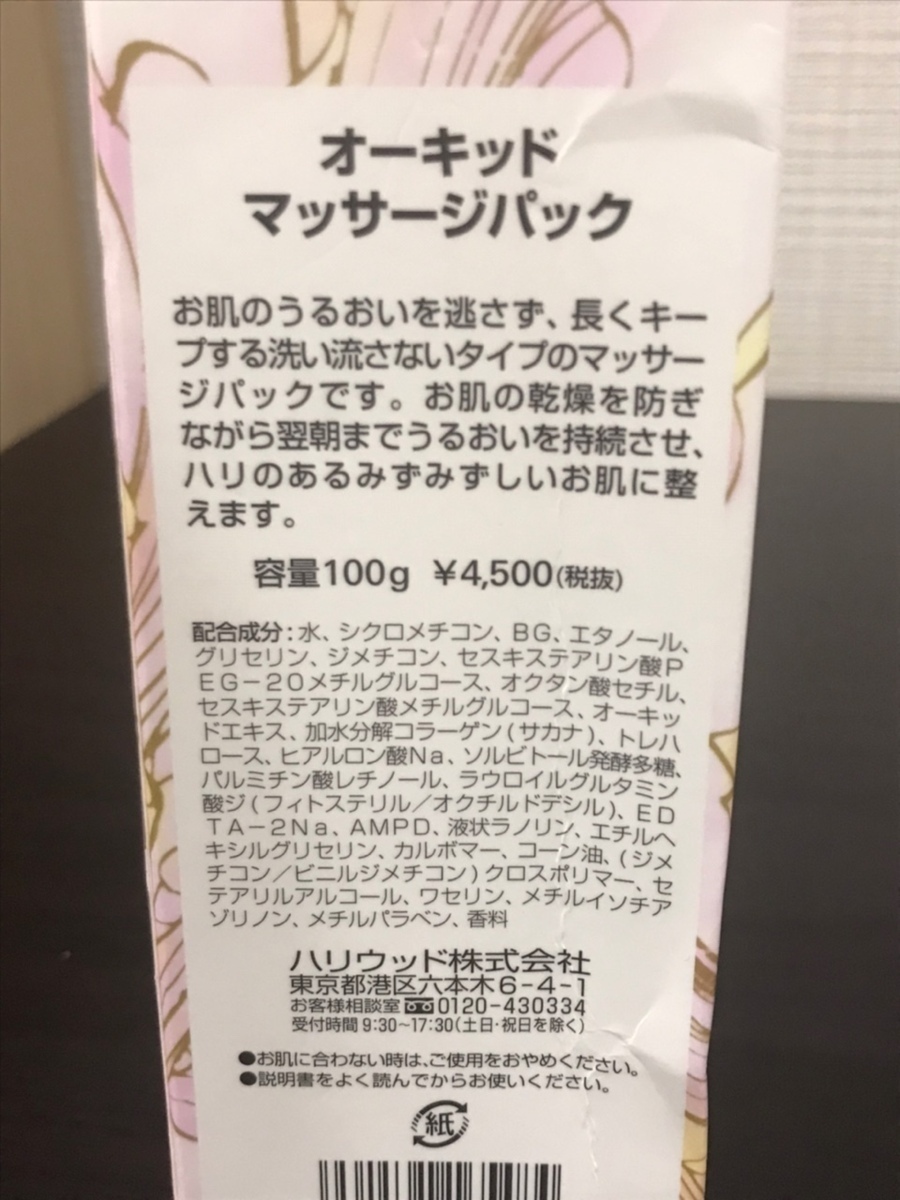 オーキッド
マッサージパック
お肌のうるおいを逃さず、長くキー
プする洗い流さないタイプのマッサー
ジパックです。お肌の乾燥を防ぎ
ながら翌朝までうるおいを持続させ、
ハリのあるみずみずしいお肌に整
えます。
容量100g ¥4,500(税抜)
配合成分:水、シクロメチコン、BG、エタノール、
グリセリン、ジメチコン、セスキステアリン酸P
EG-20メチルグルコース、オクタン酸セチル、
セスキステアリン酸メチルグルコース、オーキッ
ドエキス、加水分解コラーゲン(サカナ)、トレハ
ロース、ヒアルロン酸Na、ソルビトール発酵多糖、
パルミチン酸レチノール、ラウロイルグルタミン
酸ジ(フィトステリル/オクチルドデシル)、ED
TA-2Na、AMPD、液状ラノリン、エチルヘ
キシルグリセリン、カルボマー、コーン油、(ジメ
チコン/ビニルジメチコン)クロスポリマー、セ
テアリルアルコール、ワセリン、メチルイソチア
ゾリノン、メチルパラベン、香料
ハリウッド株式会社
東京都港区六本木6-4-1
お客様相談室 0120-430334
受付時間 9:30~17:30(土日・祝日を除く)
●お肌に合わない時は、ご使用をおやめください。
●説明書をよく読んでからお使いください。
紙